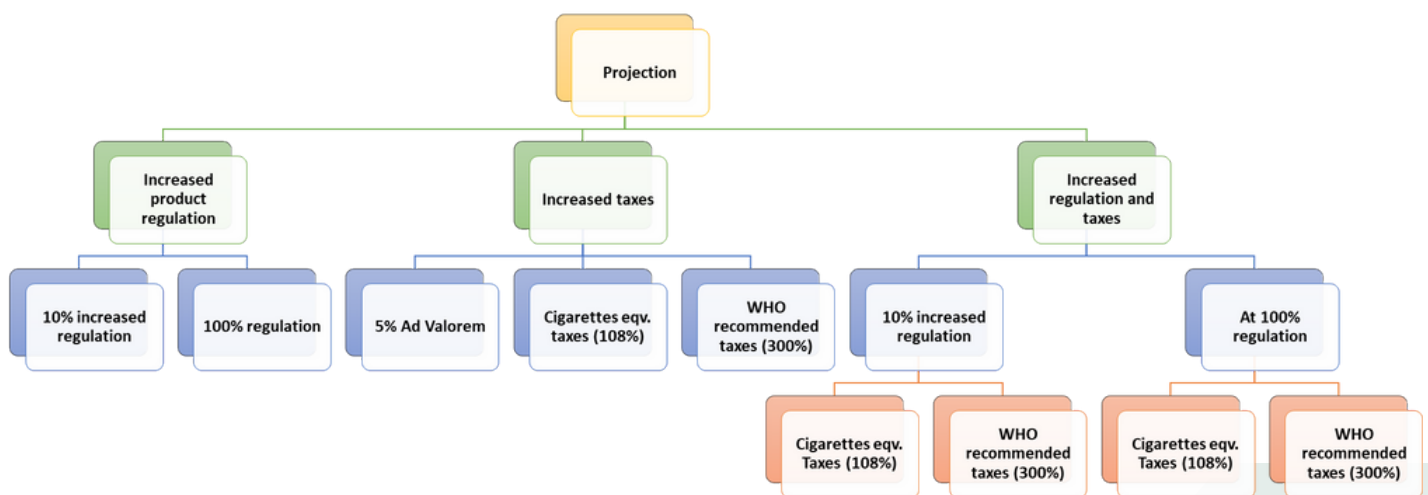 Projection
Increased
product
regulation
Increased taxes
Increased
regulation and
taxes
10% increased
regulation
100% regulation
5% Ad Valorem
Cigarettes eqv.
taxes (108%)
WHO
recommended
taxes (300%)
10% increased
regulation
At 100%
regulation
Cigarettes eqv.
Taxes (108%)
WHO
recommended
taxes (300%)
Cigarettes eqv.
Taxes (108%)
WHO
recommended
taxes (300%)